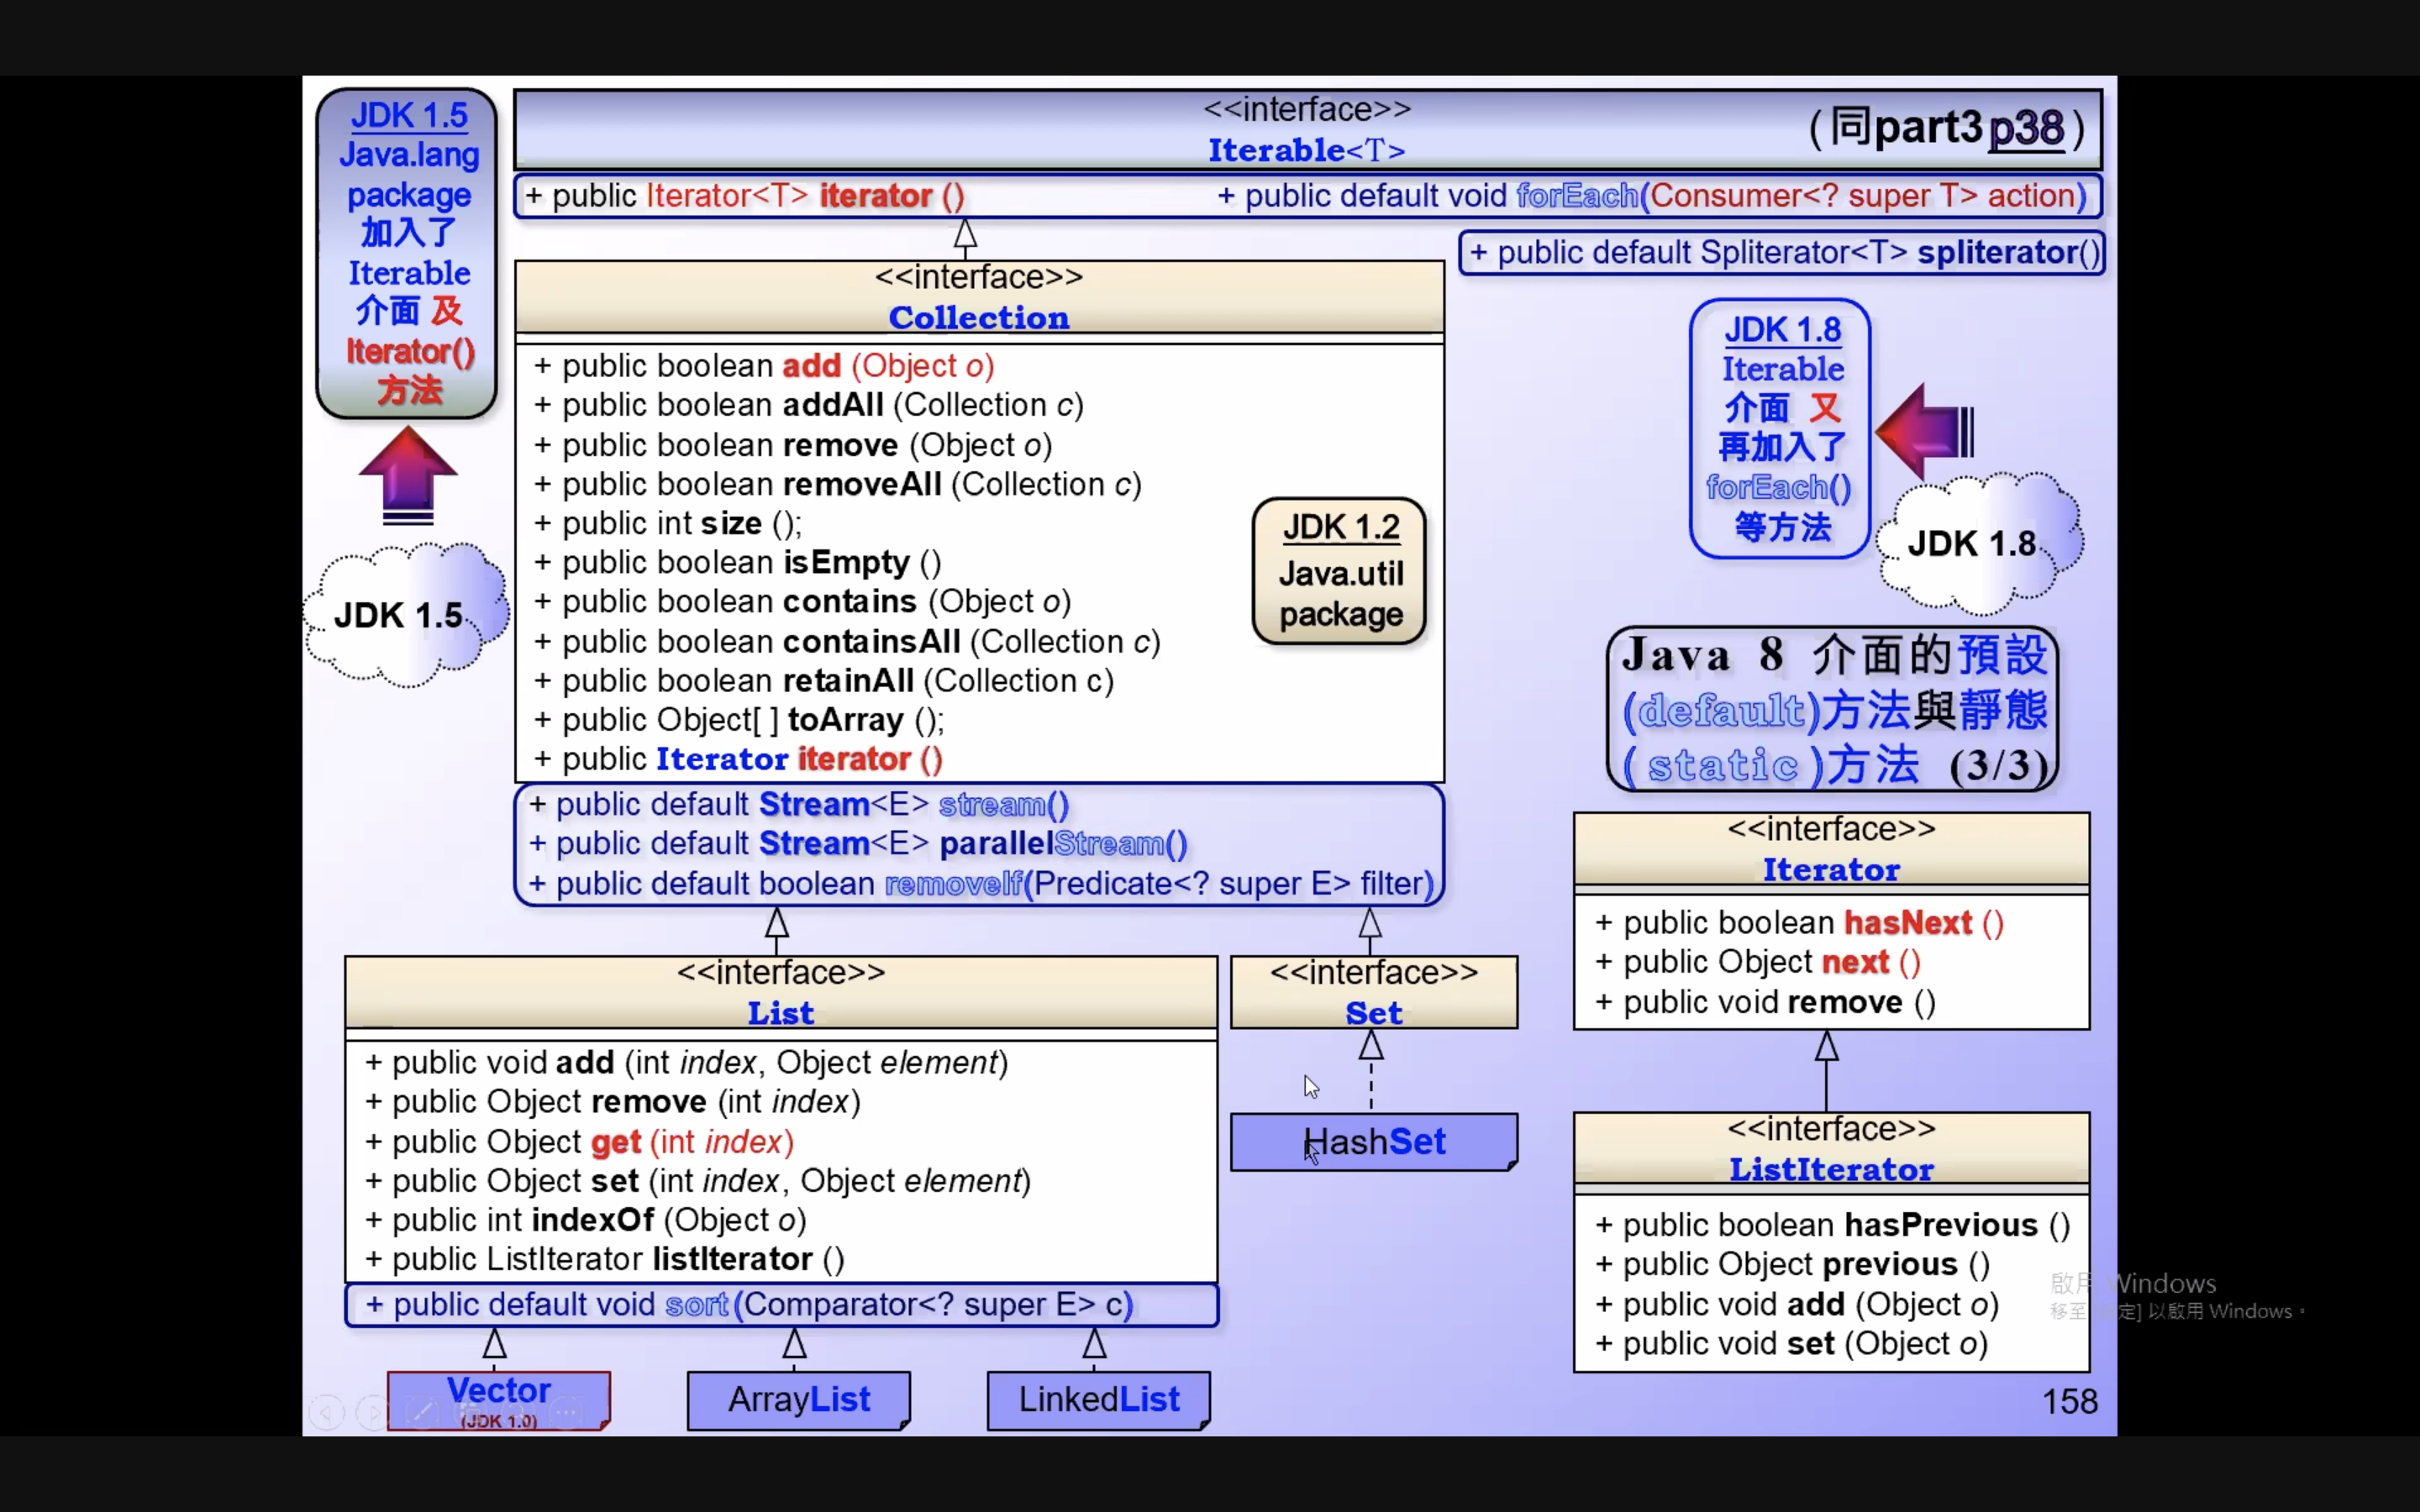 JDK 1.5
Java.lang
package
加入了
Iterable
介面 及
Iterator()
方法
JDK 1.5
<<interface>>
Iterable<T>
(同part3 p38)
+ public Iterator<T> iterator ()
+ public default void forEach(Consumer<? super T> action)
+ public default Spliterator<T> spliterator()
<<interface>>
Collection
+ public boolean add (Object o)
+ public boolean addAll (Collection c)
+ public boolean remove (Object o)
+ public boolean removeAll (Collection c)
+ public int size ();
+ public boolean isEmpty ()
+ public boolean contains (Object o)
+ public boolean containsAll (Collection c)
+ public boolean retainAll (Collection c)
+ public Object[ ] toArray ();
+ public Iterator iterator ()
JDK 1.2
Java.util
package
+ public default Stream<E> stream()
+ public default Stream<E> parallelStream()
+ public default boolean removeIf(Predicate<? super E> filter)
JDK 1.8
Iterable
介面 又
再加入了
forEach()
等方法
JDK 1.8
Java 8 介面的預設
(default)方法與靜態
(static)方法 (3/3)
<<interface>>
List
+ public void add (int index, Object element)
+ public Object remove (int index)
+ public Object get (int index)
+ public Object set (int index, Object element)
+ public int indexOf (Object o)
+ public ListIterator listIterator ()
+ public default void sort(Comparator<? super E> c)
Vector
(JDK 1.0)
ArrayList
LinkedList
<<interface>>
Set
HashSet
<<interface>>
Iterator
+ public boolean hasNext ()
+ public Object next ()
+ public void remove ()
<<interface>>
ListIterator
+ public boolean hasPrevious ()
+ public Object previous ()
+ public void add (Object o)
+ public void set (Object o)
啟用 Windows
移至 定] 以啟用 Windows。
158